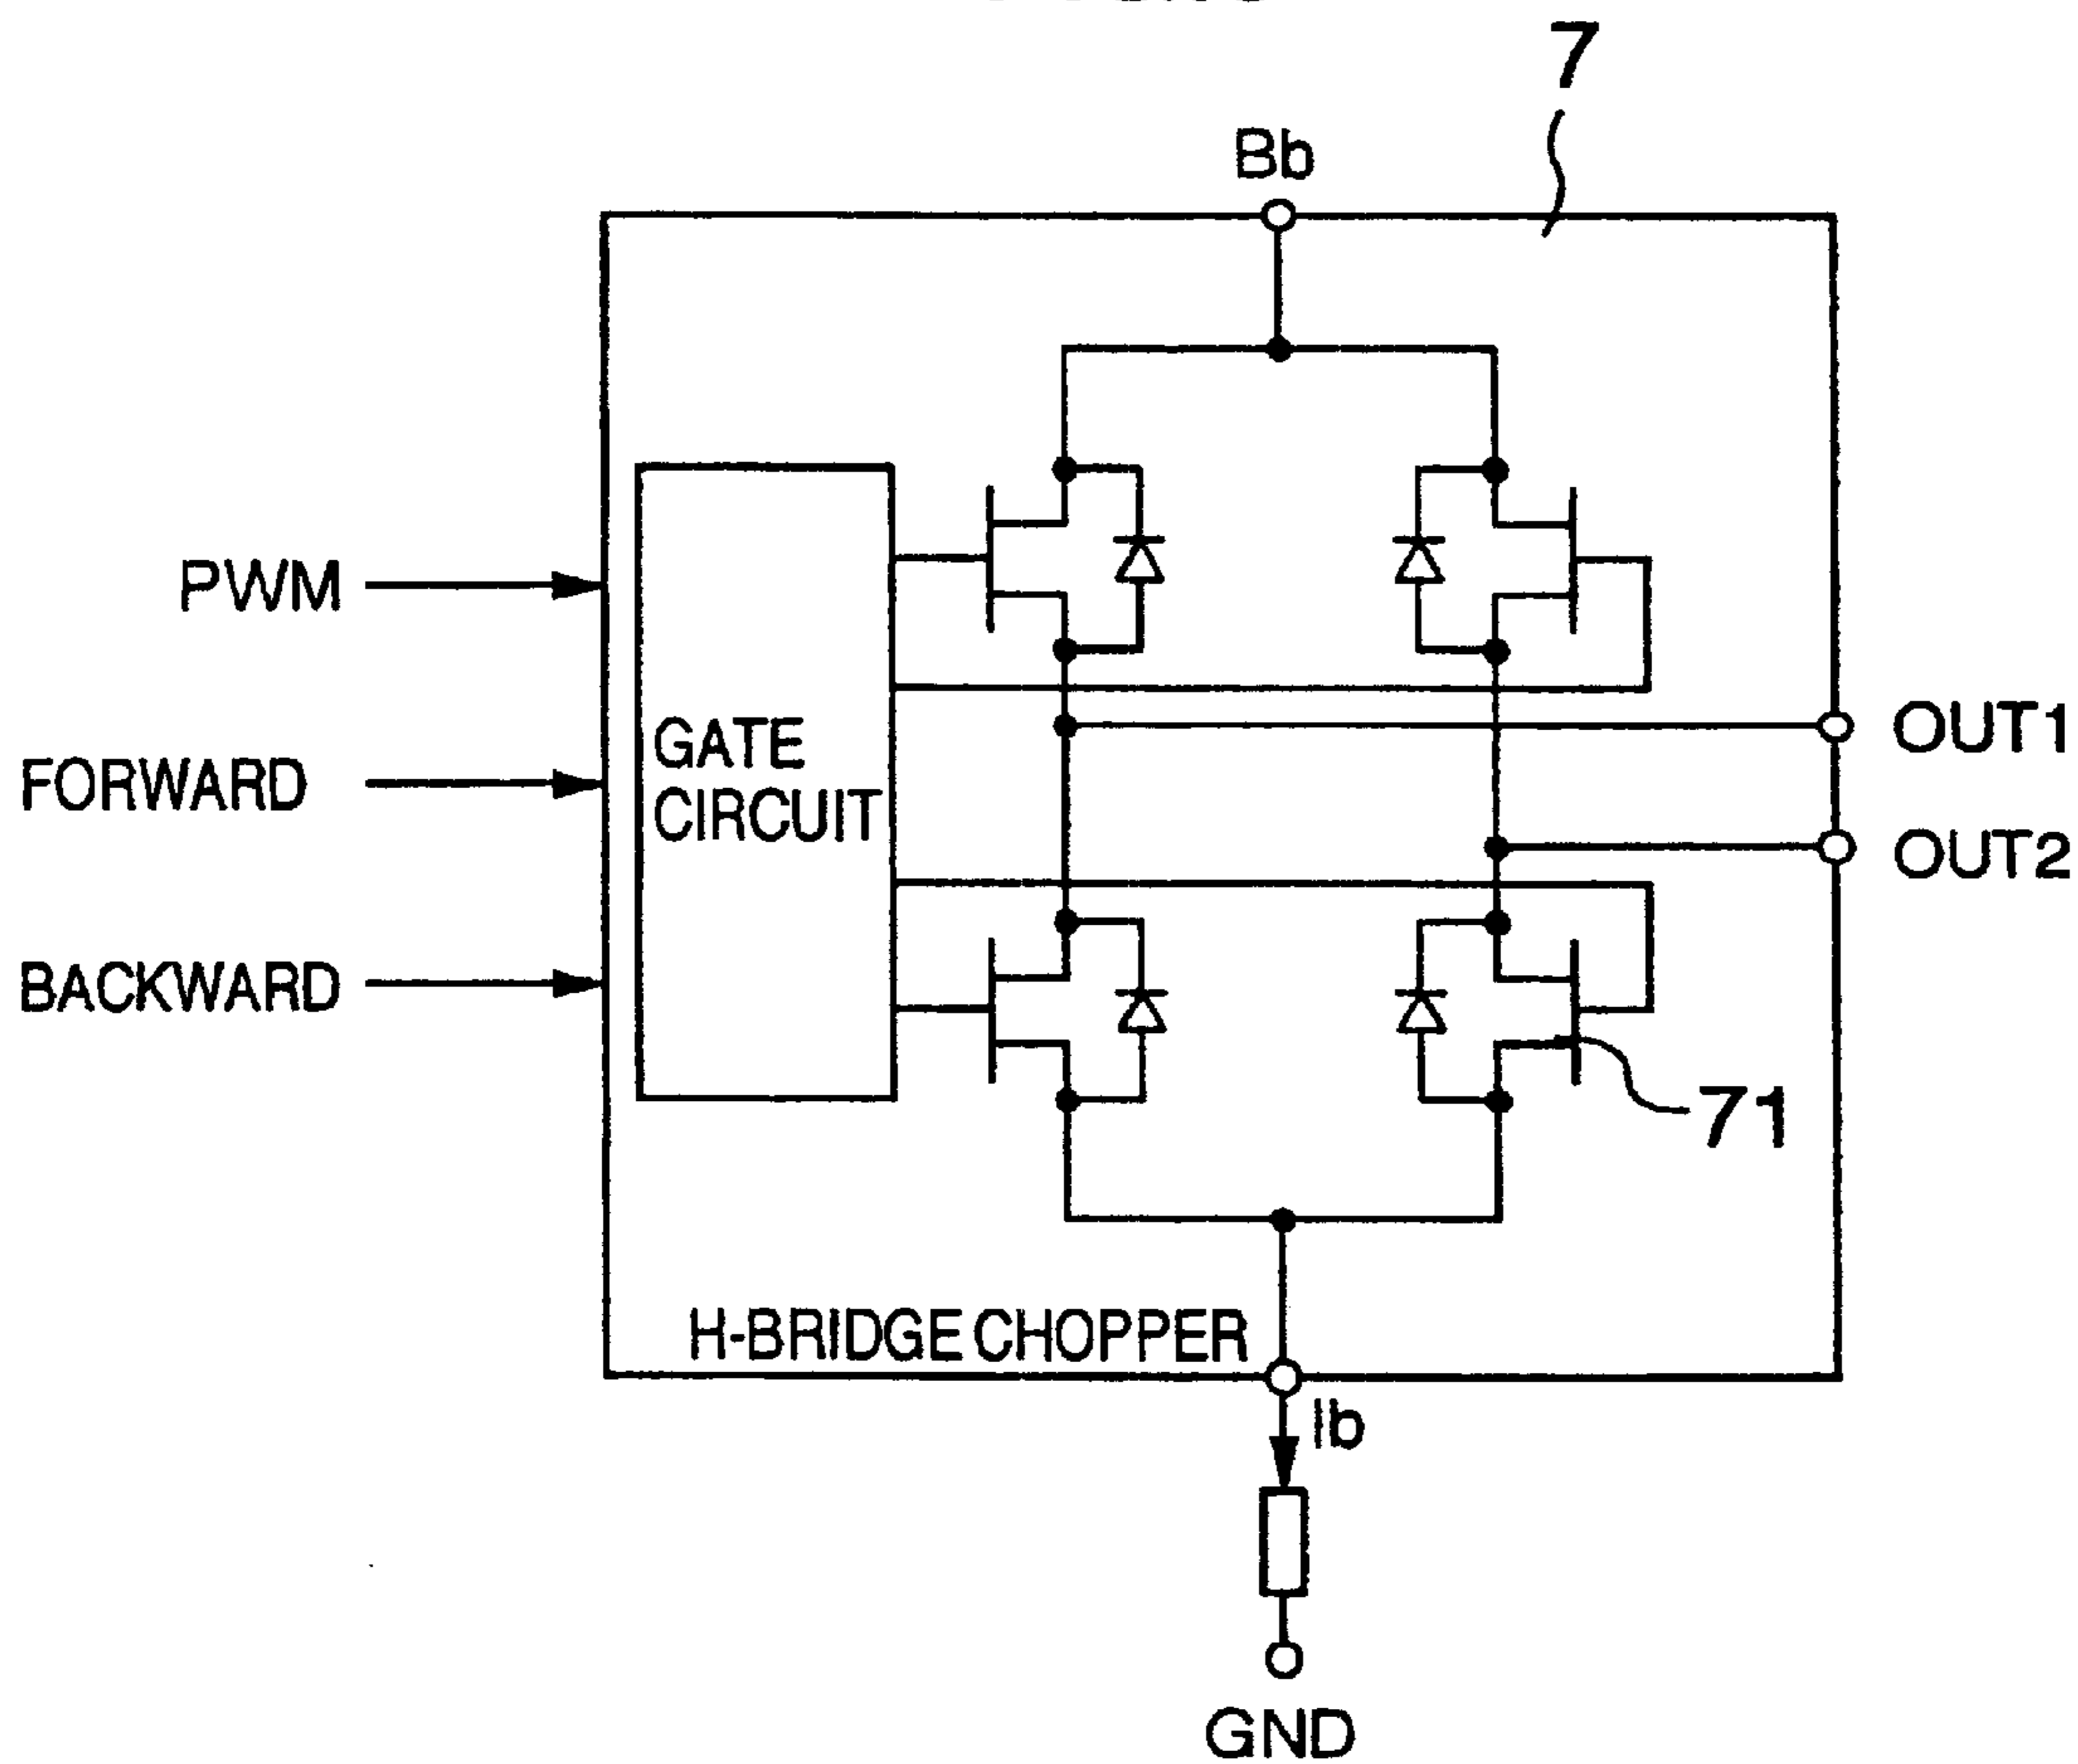 7
Bb
PWM
FORWARD
BACKWARD
GATE
CIRCUIT
OUT1
OUT2
71
H-BRIDGE CHOPPER
Ib
GND